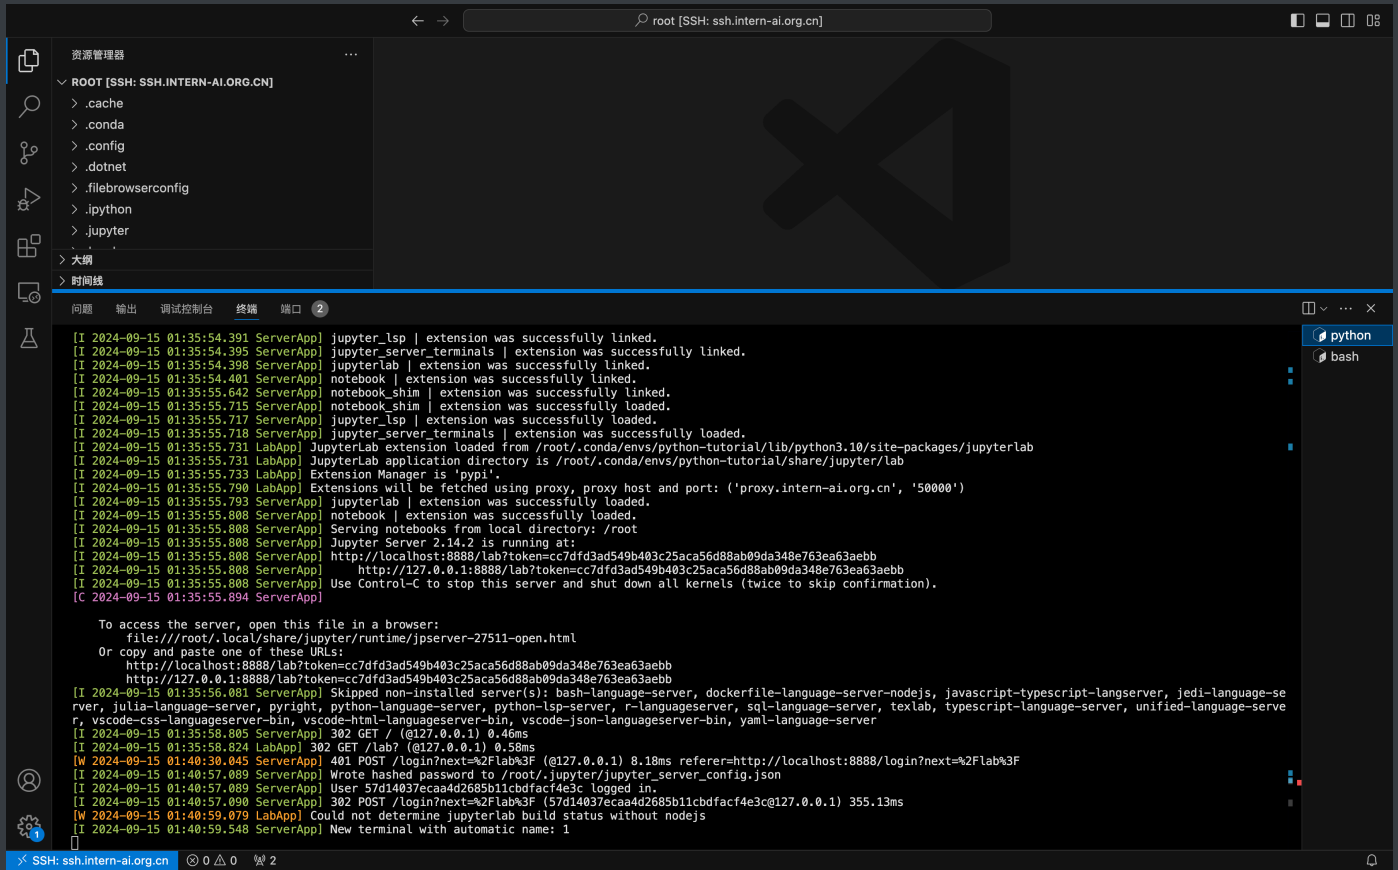 root [SSH: ssh.intern-ai.org.cn]
资源管理器
ROOT [SSH: SSH.INTERN-AI.ORG.CN]
.cache
.conda
.config
.dotnet
.filebrowserconfig
.ipython
.jupyter
大纲
时间线
问题 输出 调试控制台 终端 端口 2
python
bash
[I 2024-09-15 01:35:54.391 ServerApp] jupyter_lsp | extension was successfully linked.
[I 2024-09-15 01:35:54.395 ServerApp] jupyter_server_terminals | extension was successfully linked.
[I 2024-09-15 01:35:54.398 ServerApp] jupyterlab | extension was successfully linked.
[I 2024-09-15 01:35:54.401 ServerApp] notebook | extension was successfully linked.
[I 2024-09-15 01:35:55.642 ServerApp] notebook_shim | extension was successfully linked.
[I 2024-09-15 01:35:55.715 ServerApp] notebook_shim | extension was successfully loaded.
[I 2024-09-15 01:35:55.717 ServerApp] jupyter_lsp | extension was successfully loaded.
[I 2024-09-15 01:35:55.718 ServerApp] jupyter_server_terminals | extension was successfully loaded.
[I 2024-09-15 01:35:55.731 LabApp] JupyterLab extension loaded from /root/.conda/envs/python-tutorial/lib/python3.10/site-packages/jupyterlab
[I 2024-09-15 01:35:55.731 LabApp] JupyterLab application directory is /root/.conda/envs/python-tutorial/share/jupyter/lab
[I 2024-09-15 01:35:55.733 LabApp] Extension Manager is 'pypi'.
[I 2024-09-15 01:35:55.790 LabApp] Extensions will be fetched using proxy, proxy host and port: ('proxy.intern-ai.org.cn', '50000')
[I 2024-09-15 01:35:55.793 ServerApp] jupyterlab | extension was successfully loaded.
[I 2024-09-15 01:35:55.808 ServerApp] notebook | extension was successfully loaded.
[I 2024-09-15 01:35:55.808 ServerApp] Serving notebooks from local directory: /root
[I 2024-09-15 01:35:55.808 ServerApp] Jupyter Server 2.14.2 is running at:
[I 2024-09-15 01:35:55.808 ServerApp] http://localhost:8888/lab?token=cc7dfd3ad549b403c25aca56d88ab09da348e763ea63aebb
[I 2024-09-15 01:35:55.808 ServerApp]     http://127.0.0.1:8888/lab?token=cc7dfd3ad549b403c25aca56d88ab09da348e763ea63aebb
[I 2024-09-15 01:35:55.808 ServerApp] Use Control-C to stop this server and shut down all kernels (twice to skip confirmation).
[C 2024-09-15 01:35:55.894 ServerApp]
To access the server, open this file in a browser:
file:///root/.local/share/jupyter/runtime/jpserver-27511-open.html
Or copy and paste one of these URLs:
http://localhost:8888/lab?token=cc7dfd3ad549b403c25aca56d88ab09da348e763ea63aebb
http://127.0.0.1:8888/lab?token=cc7dfd3ad549b403c25aca56d88ab09da348e763ea63aebb
[I 2024-09-15 01:35:56.081 ServerApp] Skipped non-installed server(s): bash-language-server, dockerfile-language-server-nodejs, javascript-typescript-langserver, jedi-language-se
rver, julia-language-server, pyright, python-language-server, python-lsp-server, r-languageserver, sql-language-server, texlab, typescript-language-server, unified-language-serve
r, vscode-css-languageserver-bin, vscode-html-languageserver-bin, vscode-json-languageserver-bin, yaml-language-server
[I 2024-09-15 01:35:58.805 ServerApp] 302 GET / (@127.0.0.1) 0.46ms
[I 2024-09-15 01:35:58.824 LabApp] 302 GET /lab? (@127.0.0.1) 0.58ms
[W 2024-09-15 01:40:30.045 ServerApp] 401 POST /login?next=%2Flab%3F (@127.0.0.1) 8.18ms referer=http://localhost:8888/login?next=%2Flab%3F
[I 2024-09-15 01:40:57.089 ServerApp] Wrote hashed password to /root/.jupyter/jupyter_server_config.json
[I 2024-09-15 01:40:57.089 ServerApp] User 57d14037ecaa4d2685b11cbdfacf4e3c logged in.
[I 2024-09-15 01:40:57.090 ServerApp] 302 POST /login?next=%2Flab%3F (57d14037ecaa4d2685b11cbdfacf4e3c@127.0.0.1) 355.13ms
[W 2024-09-15 01:40:59.079 LabApp] Could not determine jupyterlab build status without nodejs
[I 2024-09-15 01:40:59.548 ServerApp] New terminal with automatic name: 1
1
SSH: ssh.intern-ai.org.cn 0 0 2